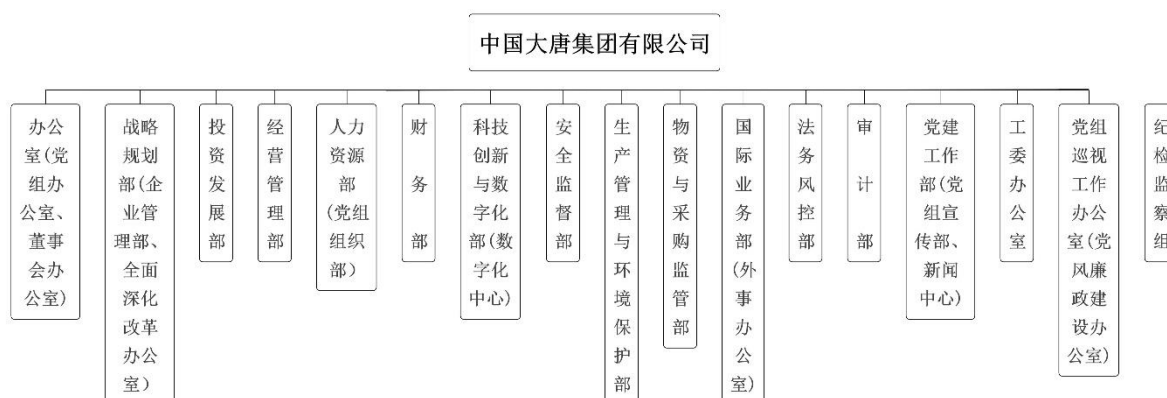 中国大唐集团有限公司
办公
室(党
组办
公室、
董事
会办
公室)
战略
规划
部(企
业管
理部、
全面
深化
改革
办公
室）
投
资
发
展
部
经
营
管
理
部
人力
资源
部
(党组
组织
部）
财
务
部
科技
创新
与数
字化
部(数
字化
中心)
安
全
监
督
部
生
产
管
理
与
环
境
保
护
部
物
资
与
采
购
监
管
部
国
际
业
务
部
(外
事
办
公
室)
法
务
风
控
部
审
计
部
党建
工作
部(党
组宣
传部、
新闻
中心)
工
委
办
公
室
党组
巡视
工作
办公
室(党
风廉
政建
设办
公室)
纪
检
监
察
组